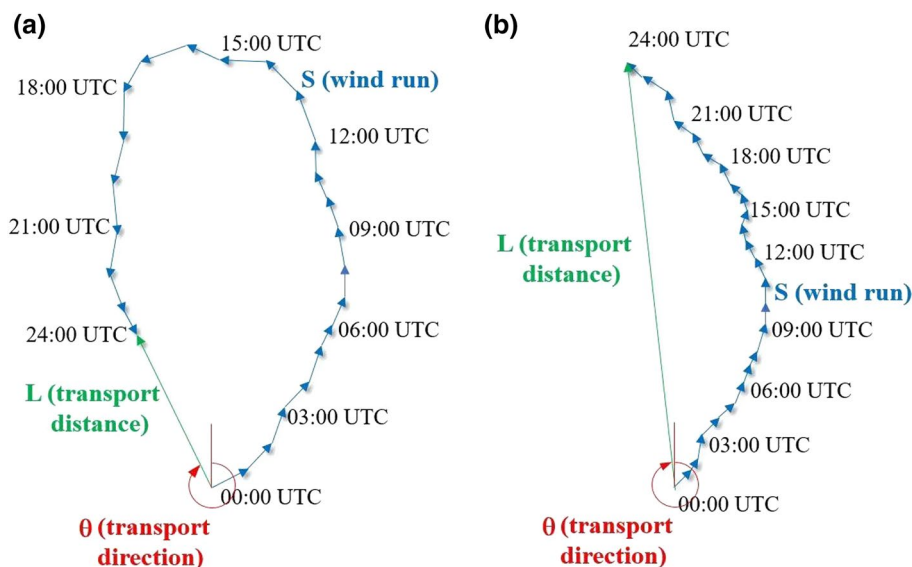 (a)
15:00 UTC
S (wind run)
18:00 UTC
12:00 UTC
21:00 UTC
09:00 UTC
24:00 UTC
06:00 UTC
L (transport
distance)
03:00 UTC
00:00 UTC
θ (transport
direction)
(b)
24:00 UTC
21:00 UTC
18:00 UTC
15:00 UTC
L (transport
distance)
12:00 UTC
S (wind run)
09:00 UTC
06:00 UTC
03:00 UTC
00:00 UTC
θ (transport
direction)